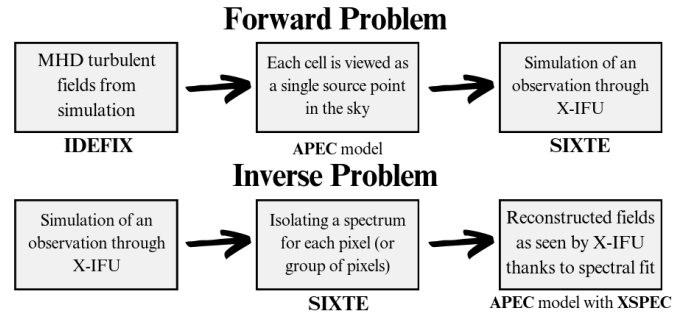 Forward Problem
MHD turbulent
fields from
simulation
IDEFIX
Each cell is viewed as
a single source point
in the sky
APEC model
Simulation of an
observation through
X-IFU
SIXTE
Inverse Problem
Simulation of an
observation through
X-IFU
Isolating a spectrum
for each pixel (or
group of pixels)
SIXTE
Reconstructed fields
as seen by X-IFU
thanks to spectral fit
APEC model with XSPEC